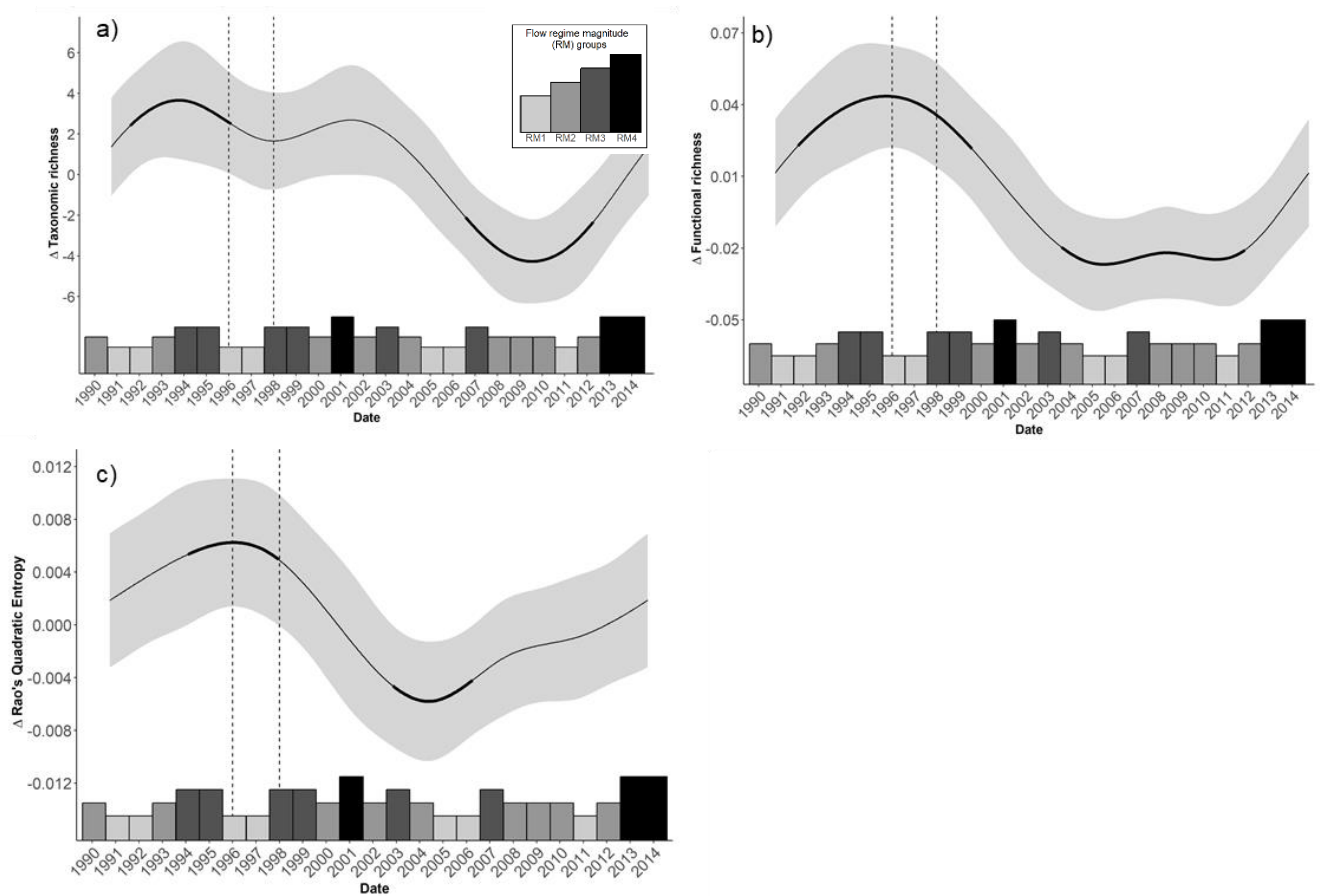 a)
Flow regime magnitude
(RM) groups
RM1 RM2 RM3 RM4
Δ Taxonomic richness
6
4
2
0
-2
-4
-6
1990 1991 1992 1993 1994 1995 1996 1997 1998 1999 2000 2001 2002 2003 2004 2005 2006 2007 2008 2009 2010 2011 2012 2013 2014
Date
b)
Δ Functional richness
0.07
0.04
0.01
-0.02
-0.05
1990 1991 1992 1993 1994 1995 1996 1997 1998 1999 2000 2001 2002 2003 2004 2005 2006 2007 2008 2009 2010 2011 2012 2013 2014
Date
c)
Δ Rao's Quadratic Entropy
0.012
0.008
0.004
0.000
-0.004
-0.008
-0.012
1990 1991 1992 1993 1994 1995 1996 1997 1998 1999 2000 2001 2002 2003 2004 2005 2006 2007 2008 2009 2010 2011 2012 2013 2014
Date